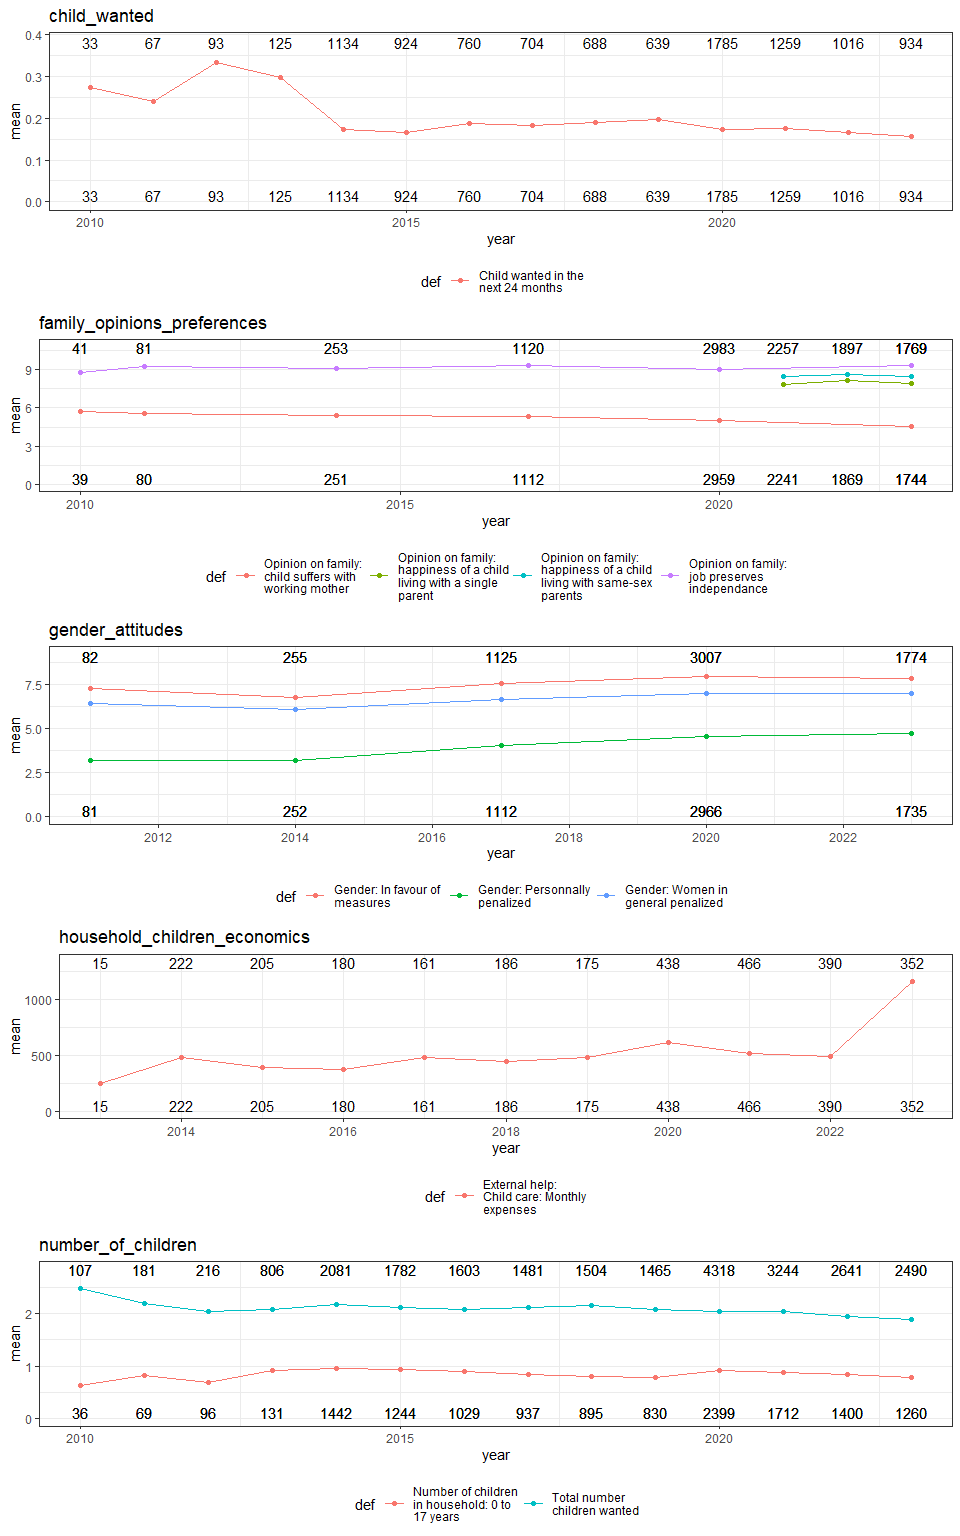 child_wanted
0.4
33 67 93 125 1134 924 760 704 688 639 1785 1259 1016 934
0.3
mean
0.2
0.1
33 67 93 125 1134 924 760 704 688 639 1785 1259 1016 934
0.0
2010 2015 2020
year
def Child wanted in the
next 24 months
family_opinions_preferences
41 81 253 1120 2983 2257 1897 1769
9
mean
6
3
39 80 251 1112 2959 2241 1869 1744
0
2010 2015 2020
year
def
Opinion on family:
child suffers with
working mother
Opinion on family:
happiness of a child
living with a single
parent
Opinion on family:
happiness of a child
living with same-sex
parents
Opinion on family:
job preserves
independance
gender_attitudes
82 255 1125 3007 1774
7.5
mean
5.0
2.5
81 252 1112 2966 1735
0.0
2012 2014 2016 2018 2020 2022
year
def
Gender: In favour of
measures
Gender: Personnally
penalized
Gender: Women in
general penalized
household_children_economics
15 222 205 180 161 186 175 438 466 390 352
1000
mean
500
15 222 205 180 161 186 175 438 466 390 352
0
2014 2016 2018 2020 2022
year
def
External help:
Child care: Monthly
expenses
number_of_children
107 181 216 806 2081 1782 1603 1481 1504 1465 4318 3244 2641 2490
2
mean
1
36 69 96 131 1442 1244 1029 937 895 830 2399 1712 1400 1260
0
2010 2015 2020
year
def
Number of children
in household: 0 to
17 years
Total number
children wanted